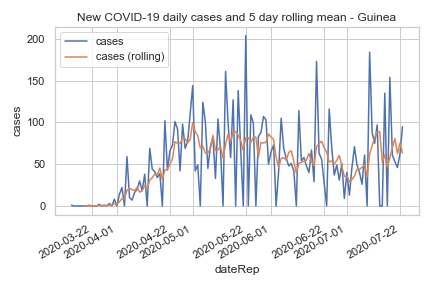 New COVID-19 daily cases and 5 day rolling mean - Guinea
cases
cases (rolling)
200
150
100
50
0
cases
2020-03-22
2020-04-01
2020-04-22
2020-05-01
2020-05-22
2020-06-01
2020-06-22
2020-07-01
2020-07-22
dateRep